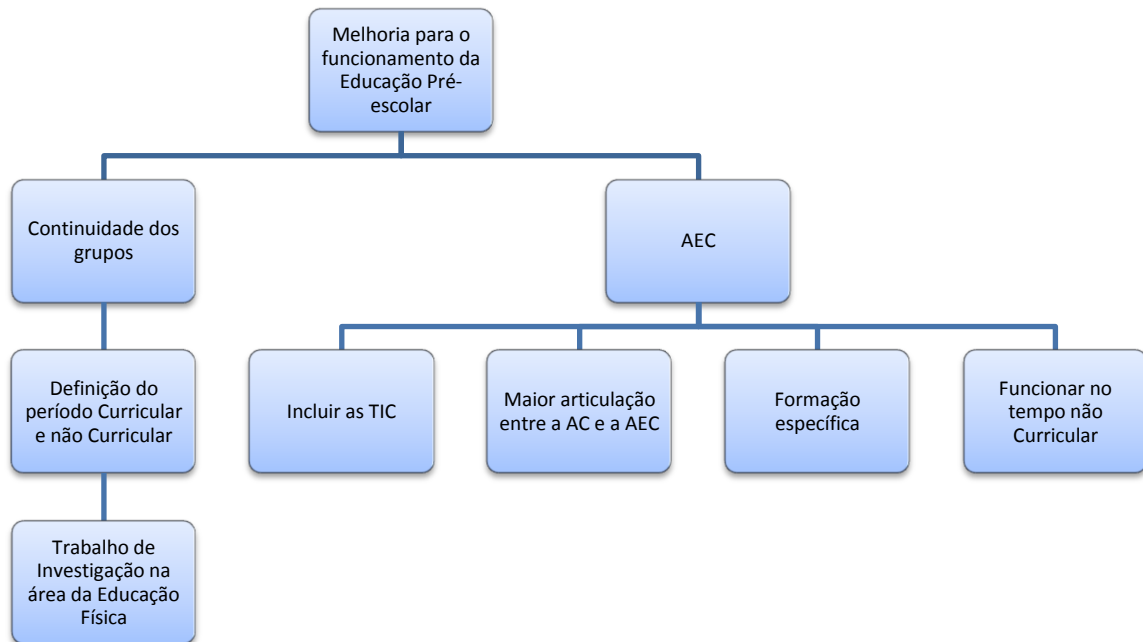 Melhoria para o
funcionamento da
Educação Pré-
escolar
Continuidade dos
grupos
AEC
Definição do
período Curricular
e não Curricular
Incluir as TIC
Maior articulação
entre a AC e a AEC
Formação
específica
Funcionar no
tempo não
Curricular
Trabalho de
Investigação na
área da Educação
Física